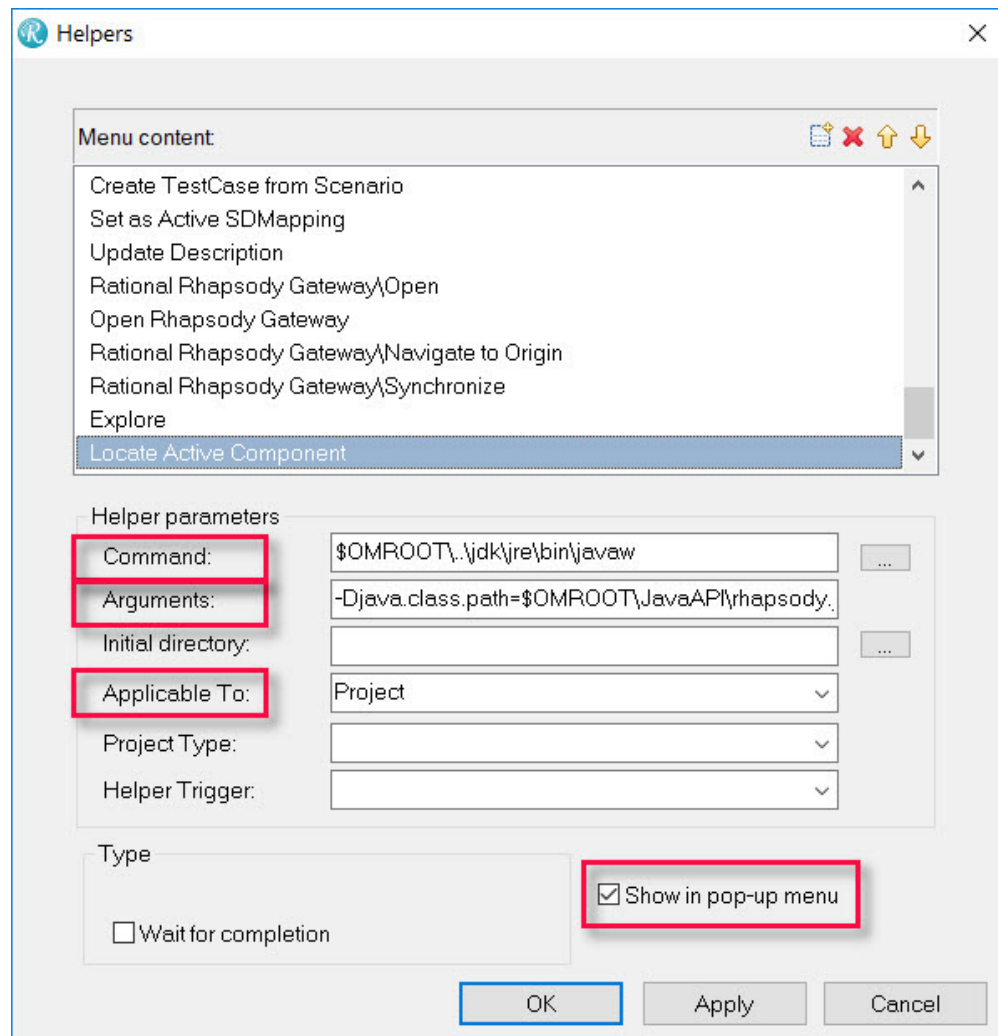 Helpers
Menu content:
Create TestCase from Scenario
Set as Active SDMapping
Update Description
Rational Rhapsody Gateway\Open
Open Rhapsody Gateway
Rational Rhapsody Gateway\Navigate to Origin
Rational Rhapsody Gateway\Synchronize
Explore
Locate Active Component
Helper parameters
Command: $OMROOT\..\jdk\jre\bin\javaw ...
Arguments: -Djava.class.path=$OMROOT\JavaAPI\rhapsody.
Initial directory: ...
Applicable To: Project
Project Type:
Helper Trigger:
Type
Show in pop-up menu
Wait for completion
OK Apply Cancel